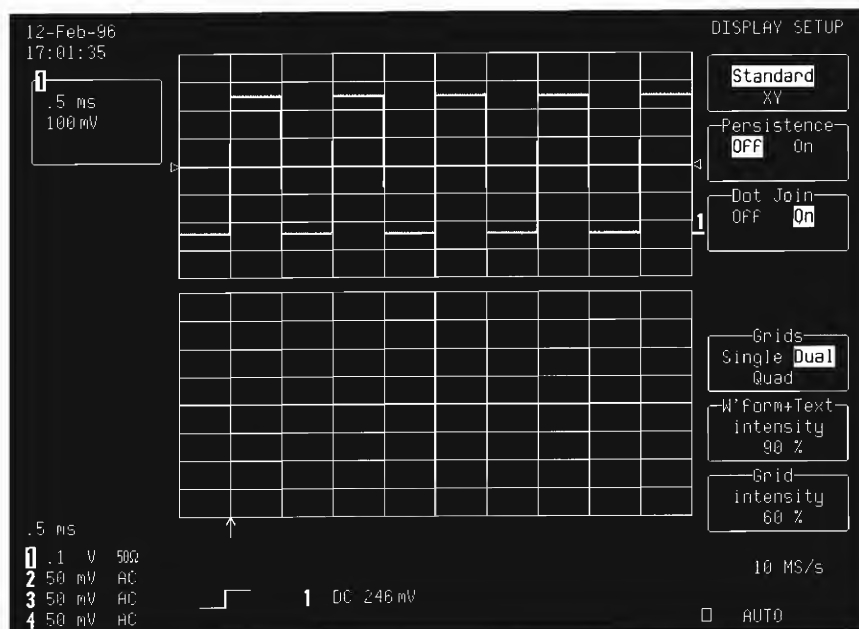 12-Feb-96
17:01:35
1
.5 ms
100 mV
1
DISPLAY SETUP
Standard
XY
Persistence
Off On
Dot Join
Off On
Grids
Single Dual
Quad
W'form+Text
intensity
90 %
Grid
intensity
60 %
.5 ms
1 .1 V 50Ω
2 50 mV AC
3 50 mV AC
4 50 mV AC
1 DC 246 mV
10 MS/s
AUTO